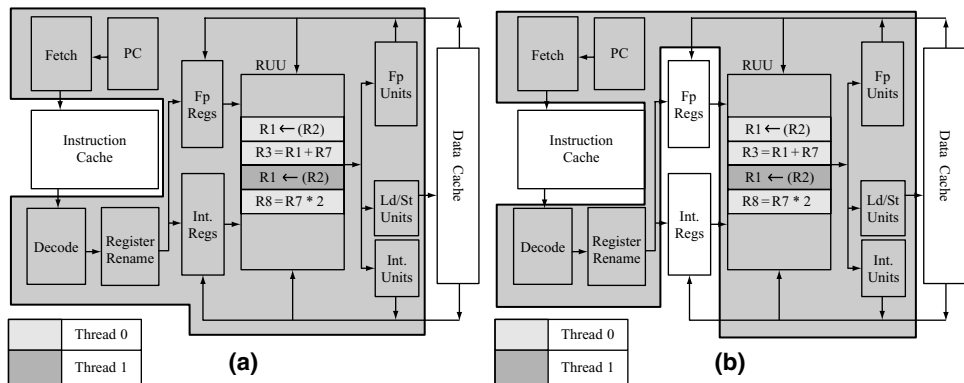 Fetch
PC
Instruction
Cache
Decode
Register
Rename
Fp
Regs
Int.
Regs
RUU
R1 ← (R2)
R3 = R1 + R7
R1 ← (R2)
R8 = R7 * 2
Fp
Units
Ld/St
Units
Int.
Units
Data Cache
Thread 0
Thread 1
(a)
Fetch
PC
Instruction
Cache
Decode
Register
Rename
Fp
Regs
Int.
Regs
RUU
R1 ← (R2)
R3 = R1 + R7
R1 ← (R2)
R8 = R7 * 2
Fp
Units
Ld/St
Units
Int.
Units
Data Cache
Thread 0
Thread 1
(b)